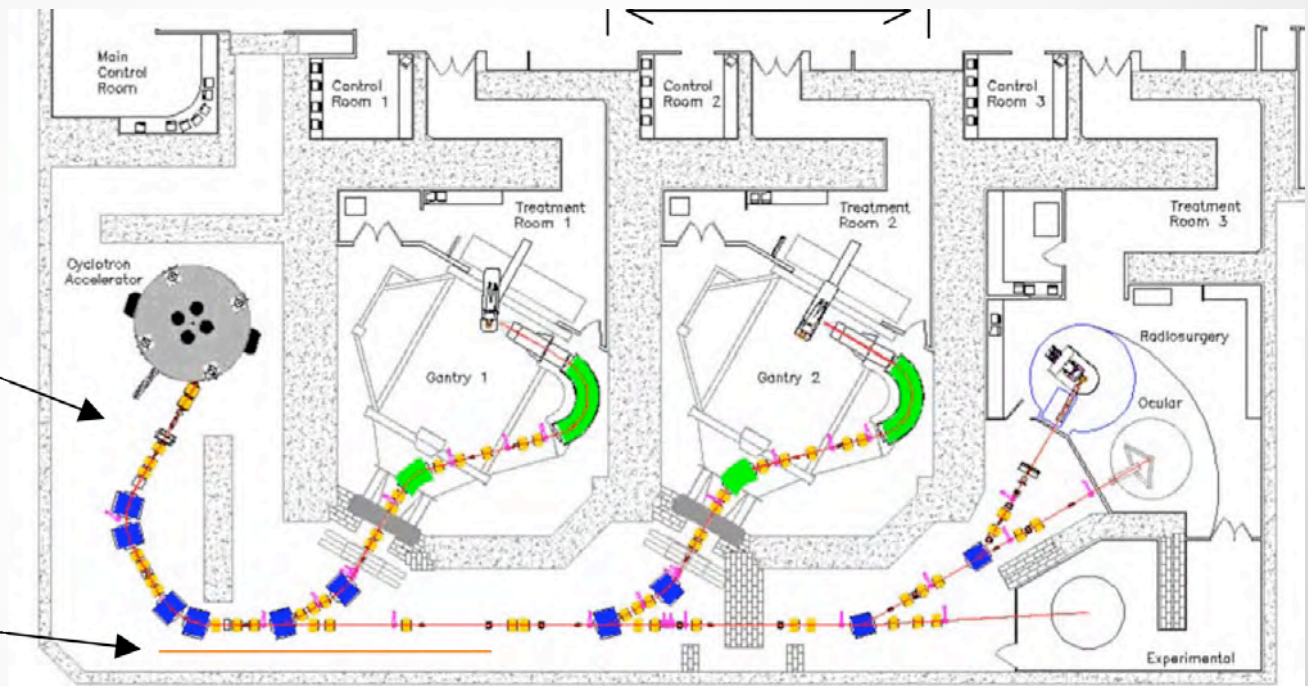 Main
Control
Room
Control
Room 1
Control
Room 2
Control
Room 3
Treatment
Room 1
Treatment
Room 2
Treatment
Room 3
Cyclotron
Accelerator
Gantry 1
Gantry 2
Radiosurgery
Ocular
Experimental